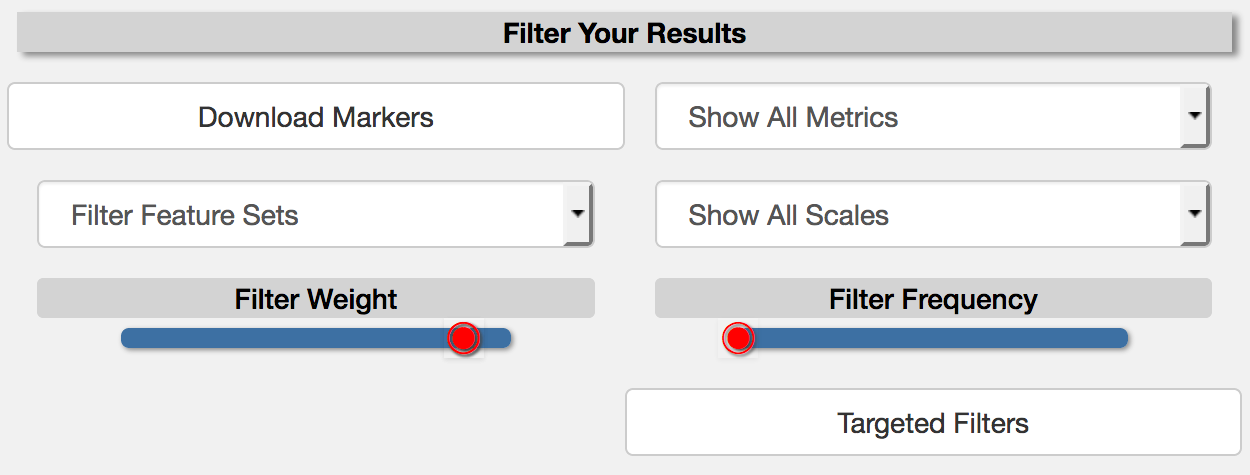 Filter Your Results
Download Markers
Show All Metrics
Filter Feature Sets
Show All Scales
Filter Weight
Filter Frequency
Targeted Filters